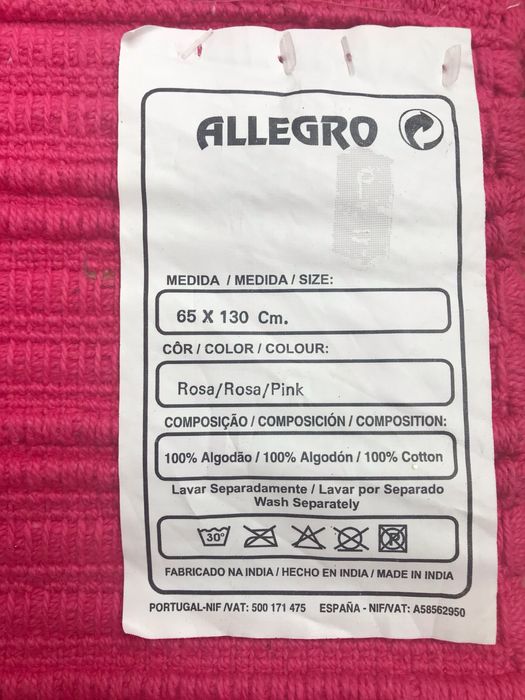 ALLEGRO
MEDIDA / MEDIDA / SIZE:
65 X 130 Cm.
CÔR / COLOR / COLOUR:
Rosa/Rosa/Pink
COMPOSIÇÃO / COMPOSICIÓN / COMPOSITION:
100% Algodão / 100% Algodón / 100% Cotton
Lavar Separadamente / Lavar por Separado
Wash Separately
30° P
FABRICADO NA INDIA / HECHO EN INDIA / MADE IN INDIA
PORTUGAL-NIF /VAT: 500 171 475 ESPAÑA - NIF/VAT: A58562950